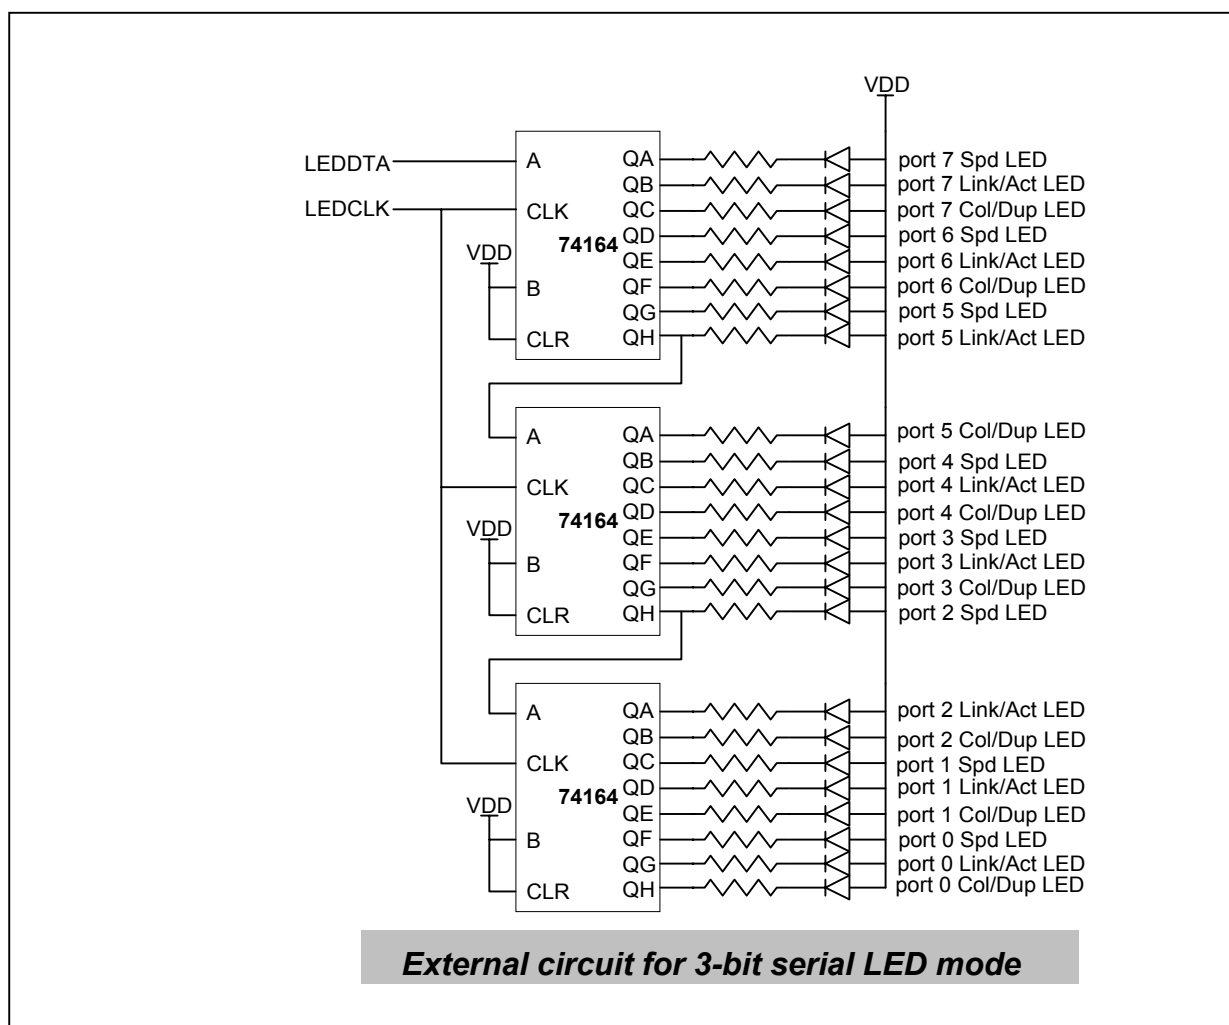 VDD
LEDDTA A QA port 7 Spd LED
QB port 7 Link/Act LED
LEDCLK CLK QC port 7 Col/Dup LED
74164 QD port 6 Spd LED
VDD QE port 6 Link/Act LED
B QF port 6 Col/Dup LED
QG port 5 Spd LED
CLR QH port 5 Link/Act LED
A QA port 5 Col/Dup LED
QB port 4 Spd LED
CLK QC port 4 Link/Act LED
74164 QD port 4 Col/Dup LED
VDD QE port 3 Spd LED
B QF port 3 Link/Act LED
QG port 3 Col/Dup LED
CLR QH port 2 Spd LED
A QA port 2 Link/Act LED
QB port 2 Col/Dup LED
CLK QC port 1 Spd LED
74164 QD port 1 Link/Act LED
VDD QE port 1 Col/Dup LED
B QF port 0 Spd LED
QG port 0 Link/Act LED
CLR QH port 0 Col/Dup LED
External circuit for 3-bit serial LED mode